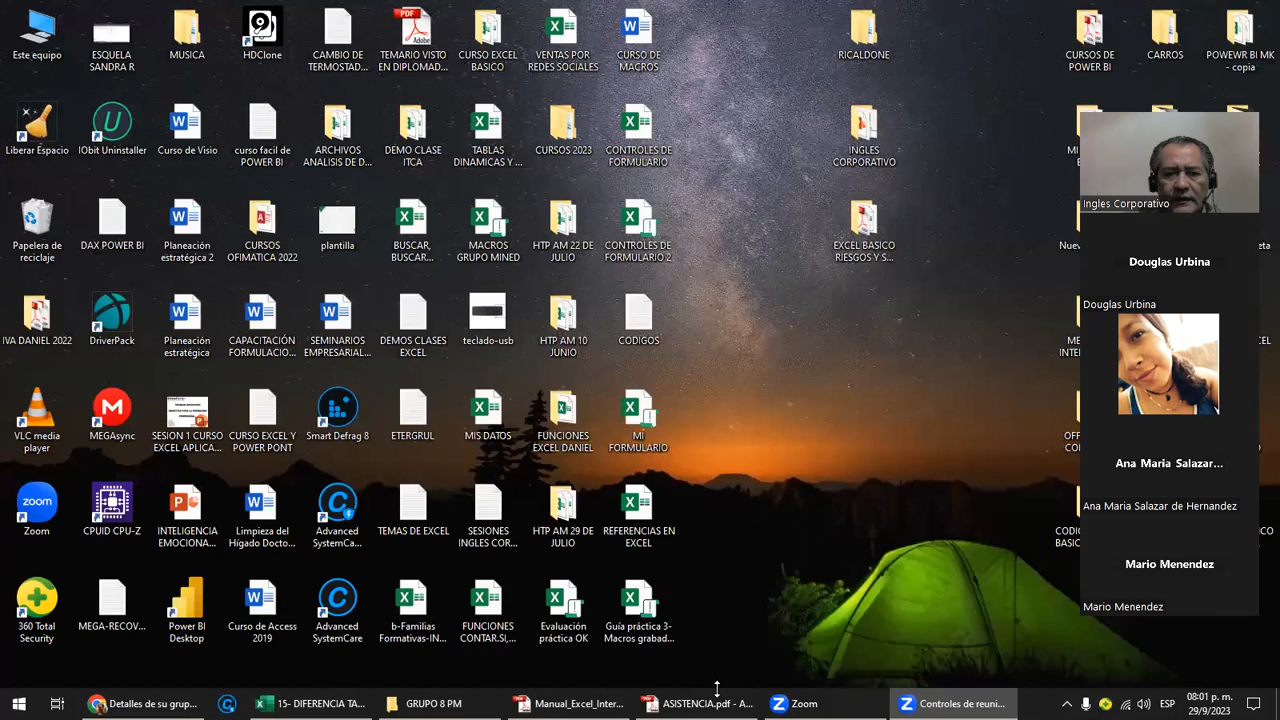 Este equipo
ESQUELA
SANDRA R
MUSICA
HDClone
CAMBIO DE
TERMOSTAD...
TEMARIO VISTO
EN DIPLOMAD...
CURSO EXCEL
BASICO
VENTAS POR
REDES SOCIALES
CURSO DE
MACROS
RICALDONE
CURSOS DE
POWER BI
CARROS
POWEWR BI MK
- copia
Liberar Espacio
IObit Uninstaller
Curso de Visio
curso facil de
POWER BI
ARCHIVOS
ANALISIS DE D...
DEMO CLASE
ITCA
TABLAS
DINAMICAS Y ...
CURSOS 2023
CONTROLES DE
FORMULARIO
INGLES
CORPORATIVO
Ingles Corporativo
Papelera de
reciclaje
DAX POWER BI
Planeación
estratégica 2
CURSOS
OFIMATICA 2022
plantilla
BUSCAR,
BUSCAR...
MACROS
GRUPO MINED
HTP AM 22 DE
JULIO
CONTROLES DE
FORMULARIO 2
EXCEL BASICO
RIESGOS Y S...
Douglas Urbina
Douglas Urbina
IVA DANIEL 2022
DriverPack
Planeación
estratégica
CAPACITACIÓN
FORMULACIO...
SEMINARIOS
EMPRESARIAL...
DEMOS CLASES
EXCEL
teclado-usb
HTP AM 10
JUNIO
CODIGOS
VLC media
player
MEGAsync
SESION 1 CURSO
EXCEL APLICA...
CURSO EXCEL Y
POWER PONT
Smart Defrag 8
ETERGRUL
MIS DATOS
FUNCIONES
EXCEL DANIEL
MI
FORMULARIO
Ana Maria Salazar...
Ana Maria Salazar de Hernandez
zoom
Zoom
CPUID CPU-Z
INTELIGENCIA
EMOCIONA...
Limpieza del
Hígado Docto...
Advanced
SystemCa...
TEMAS DE EXCEL
SESIONES
INGLES COR...
HTP AM 29 DE
JULIO
REFERENCIAS EN
EXCEL
Mario Menendez
Mario Menendez
360 Total
Security
MEGA-RECOV...
Power BI
Desktop
Curso de Access
2019
Advanced
SystemCare
b-Familias
Formativas-IN...
FUNCIONES
CONTAR.SI,...
Evaluación
práctica OK
Guía práctica 3-
Macros grabad...
Detalles de su grup...
15- DIFERENCIA TA...
GRUPO 8 PM
Manual_Excel_Inter...
ASISTENCIA.pdf - A...
Zoom
Controles de reuni...
ESP
08:01 p. m.
29/9/2023